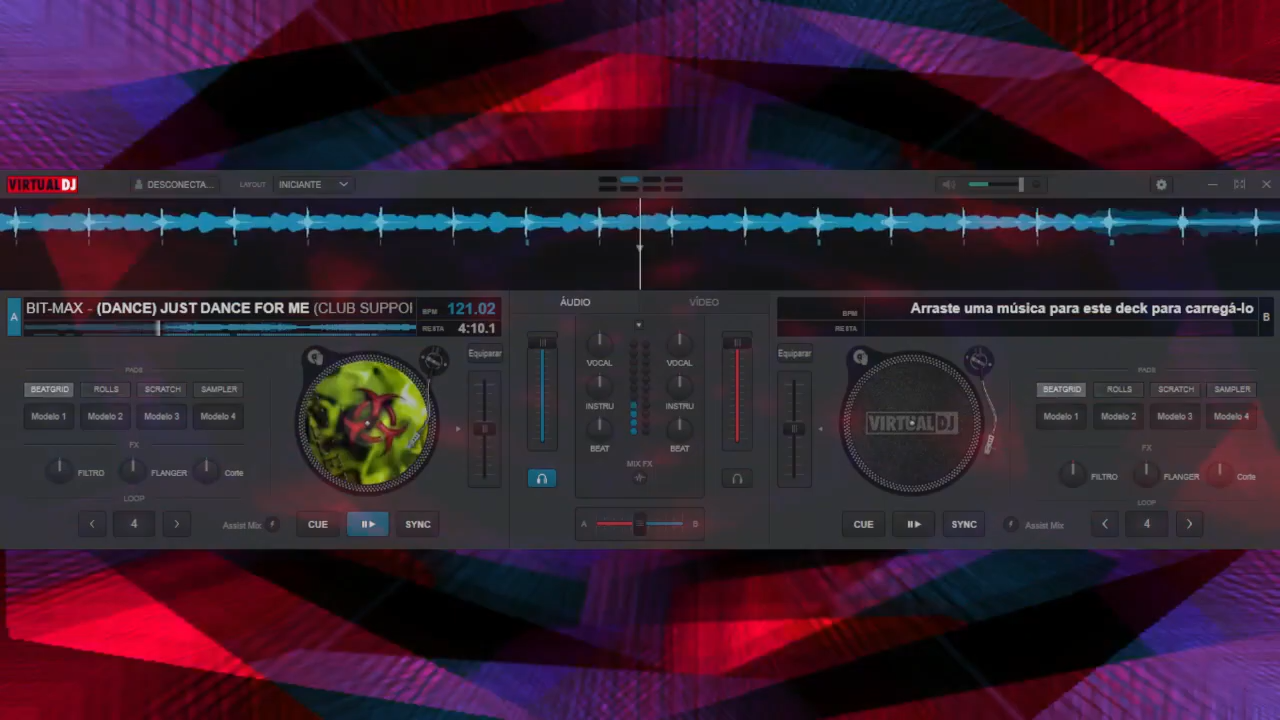 VIRTUALDJ
DESCONECTA...
LAYOUT
INICIANTE
A
BIT-MAX - (DANCE) JUST DANCE FOR ME (CLUB SUPPOI
BPM
121.02
RESTA
4:10.1
ÁUDIO
VÍDEO
BPM
RESTA
Arraste uma música para este deck para carregá-lo
B
PADS
BEATGRID
ROLLS
SCRATCH
SAMPLER
Modelo 1
Modelo 2
Modelo 3
Modelo 4
FX
FILTRO
FLANGER
Corte
LOOP
4
Assist Mix
CUE
SYNC
Equiparar
VOCAL
VOCAL
INSTRU
INSTRU
BEAT
BEAT
MIX FX
A
B
Equiparar
VIRTUALDJ
PADS
BEATGRID
ROLLS
SCRATCH
SAMPLER
Modelo 1
Modelo 2
Modelo 3
Modelo 4
FX
FILTRO
FLANGER
Corte
LOOP
CUE
SYNC
Assist Mix
4